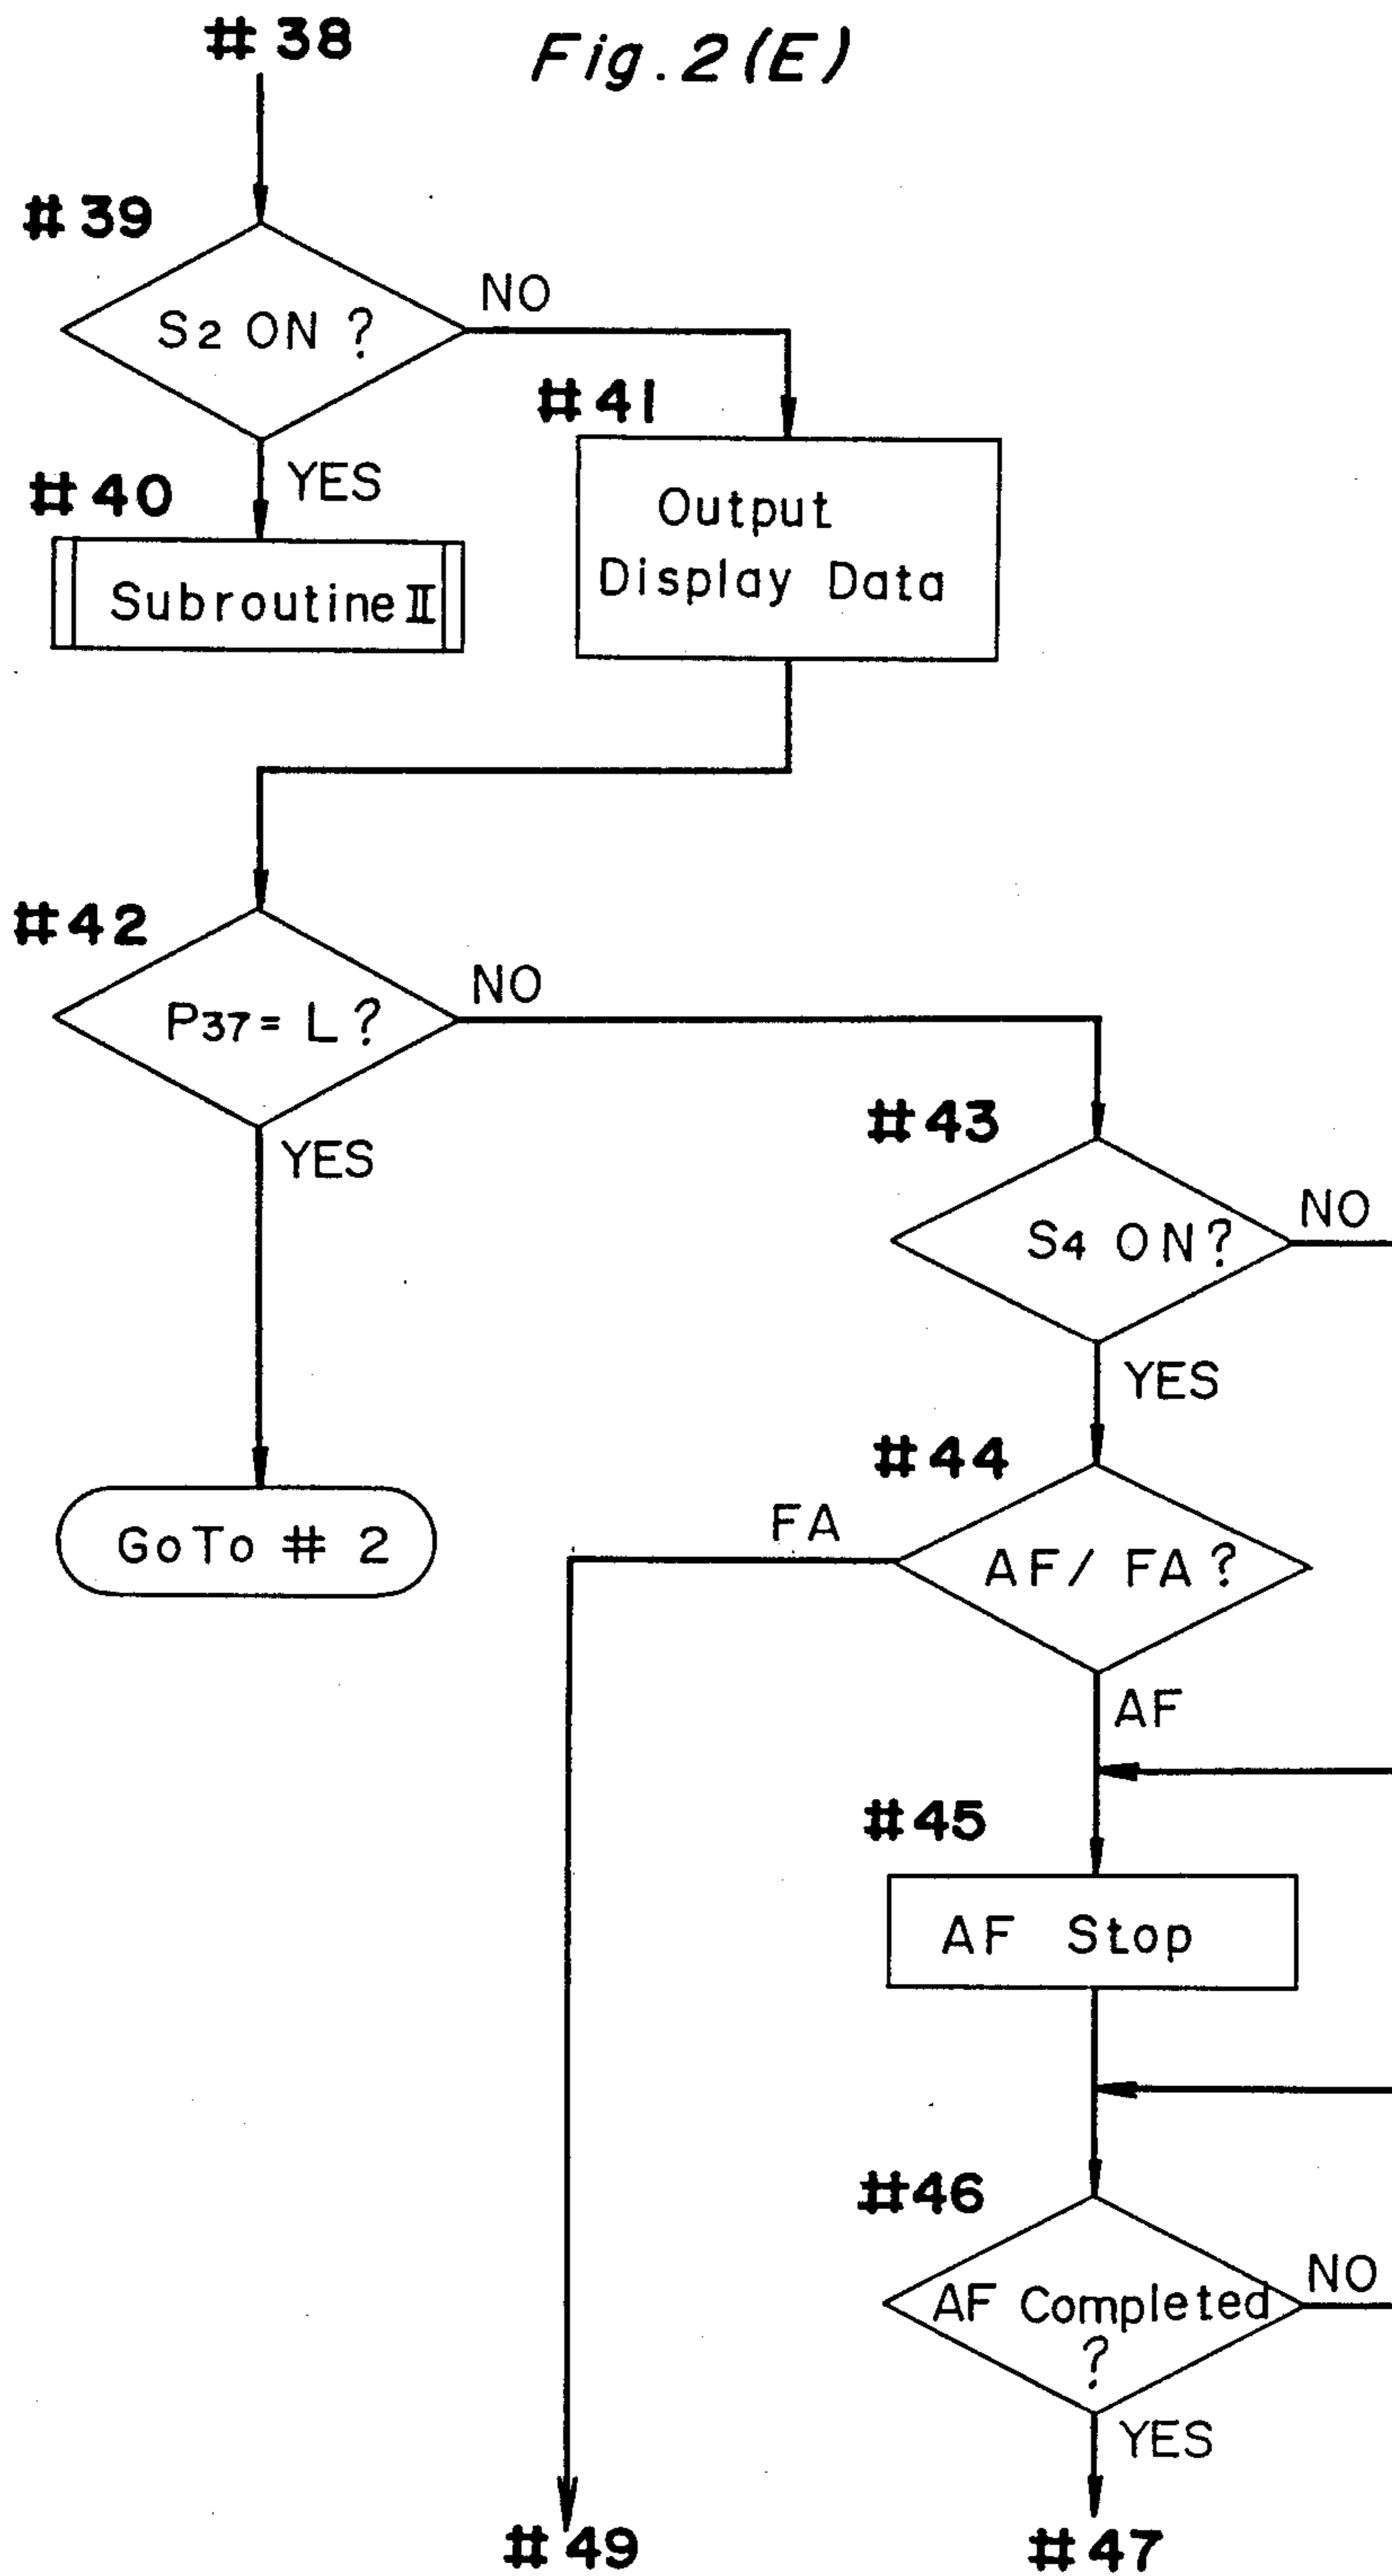 #38
Fig. 2 (E)
#39
S2 ON ?
NO
#41
YES
#40
Output
Display Data
Subroutine II
#42
P37 = L ?
NO
#43
YES
S4 ON ?
NO
YES
#44
FA
AF / FA ?
GoTo # 2
AF
#45
AF Stop
#46
AF Completed
?
NO
YES
#49
#47